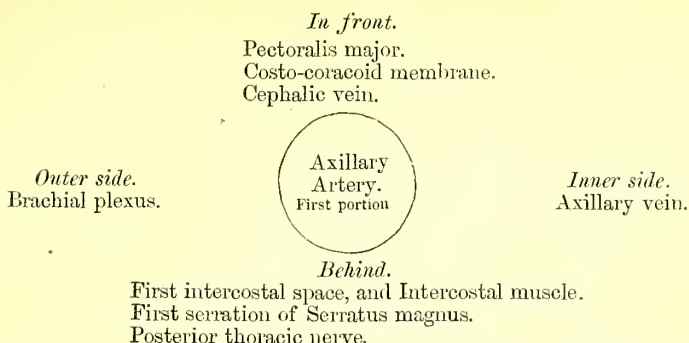 In front.
Pectoralis major.
Costo-coracoid membrane.
Cephalic vein.
Outer side.
Brachial plexus.
Axillary
Artery.
First portion
Inner side.
Axillary vein.
Behind.
First intercostal space, and Intercostal muscle.
First serration of Serratus magnus.
Posterior thoracic nerve.